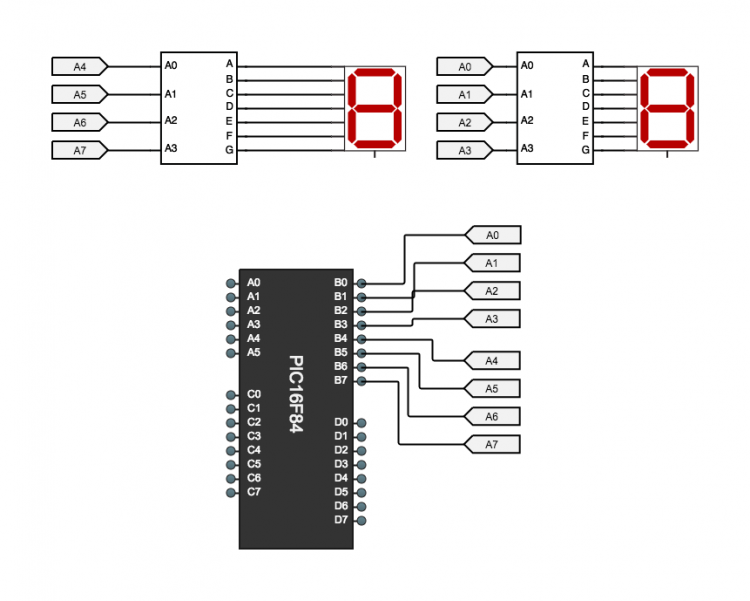 A4 A0 A
B
A5 A1 C
D
A6 A2 E
F
A7 A3 G
A0 A0 A
B
A1 A1 C
D
A2 A2 E
F
A3 A3 G
A0
A1
A2
A3
A4
A5
A6
A7
A0 B0
A1 B1
A2 B2
A3 B3
A4 B4
A5 B5
B6
B7
PIC16F84
C0
C1
C2 D0
C3 D1
C4 D2
C5 D3
C6 D4
C7 D5
D6
D7